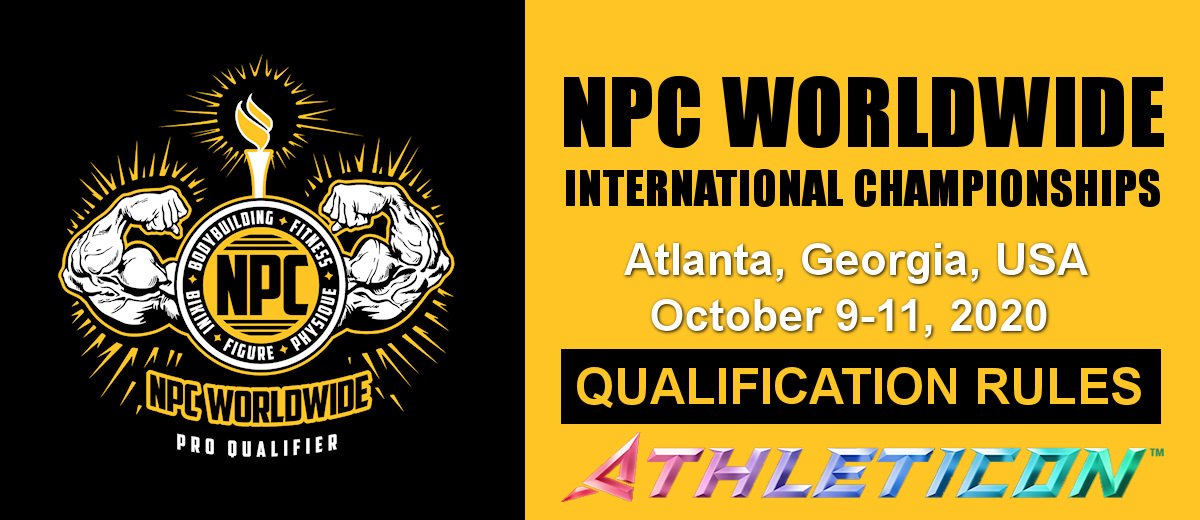 BODYBUILDING ✦ FITNESS ✦
NPC
BIKINI ✦ FIGURE ✦ PHYSIQUE
NPC WORLDWIDE
PRO QUALIFIER
NPC WORLDWIDE
INTERNATIONAL CHAMPIONSHIPS
Atlanta, Georgia, USA
October 9-11, 2020
QUALIFICATION RULES
ATHLETICON™